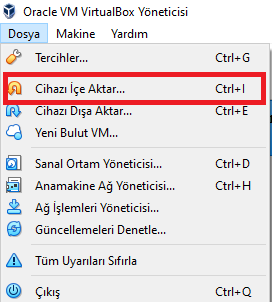 Oracle VM VirtualBox Yöneticisi
Dosya Makine Yardım
Tercihler... Ctrl+G
Cihazı İçe Aktar... Ctrl+I
Cihazı Dışa Aktar... Ctrl+E
Yeni Bulut VM...
Sanal Ortam Yöneticisi... Ctrl+D
Anamakine Ağ Yöneticisi... Ctrl+H
Ağ İşlemleri Yöneticisi...
Güncellemeleri Denetle...
Tüm Uyarıları Sıfırla
Çıkış Ctrl+Q